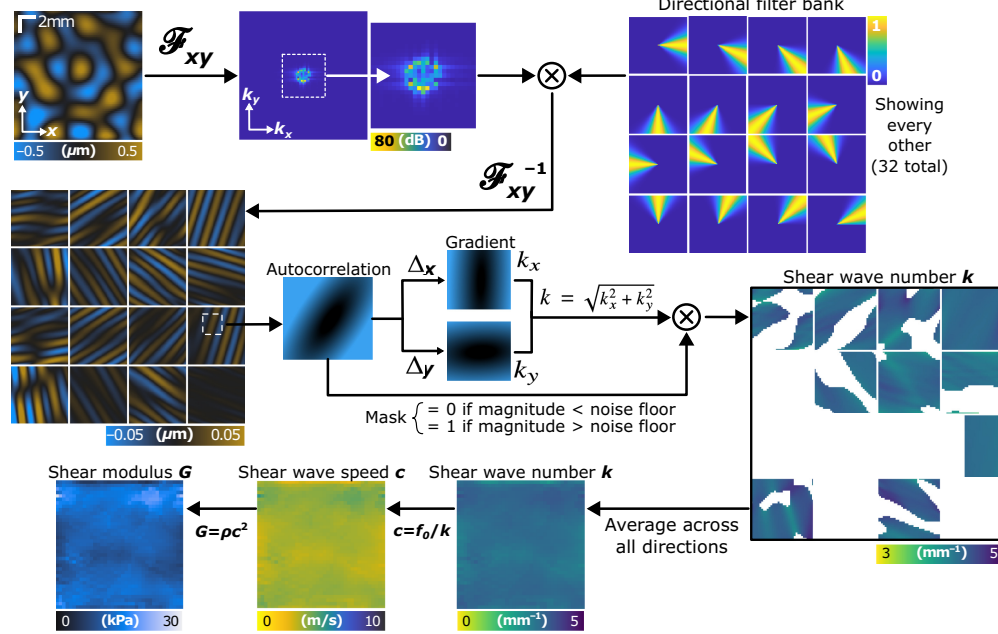 Directional filter bank
2mm
ℱxy
y
x
ky
kx
−0.5 (μm) 0.5
80 (dB) 0
1
0
Showing
every
other
(32 total)
ℱxy−1
Autocorrelation
Gradient
Δx
kx
k = √kx2 + ky2
Δy
ky
Shear wave number k
Mask { = 0 if magnitude < noise floor
= 1 if magnitude > noise floor
−0.05 (μm) 0.05
3 (mm−1) 5
Shear modulus G
Shear wave speed c
Shear wave number k
G=ρc2
c=f0/k
Average across
all directions
0 (kPa) 30
0 (m/s) 10
0 (mm−1) 5